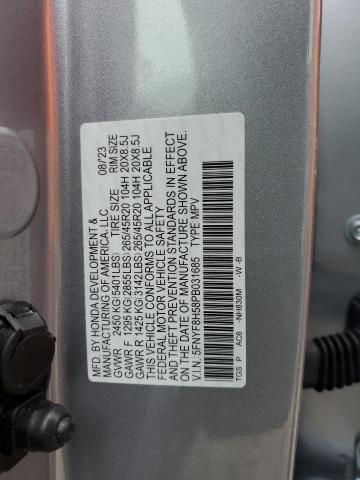 MFD. BY HONDA DEVELOPMENT & 08/23
MANUFACTURING OF AMERICA, LLC
GVWR 2450 KG(5401LBS) TIRE SIZE RIM SIZE
GAWR F 1295 KG(2855LBS) 265/45R20 104H 20X8.5J
GAWR R 1425 KG(3142LBS) 265/45R20 104H 20X8.5J
THIS VEHICLE CONFORMS TO ALL APPLICABLE
FEDERAL MOTOR VEHICLE SAFETY
AND THEFT PREVENTION STANDARDS IN EFFECT
ON THE DATE OF MANUFACTURE SHOWN ABOVE.
V.I.N: 5FNYF8H58PB031685 TYPE: MPV
TGS P AC6 -NH830M -W -B